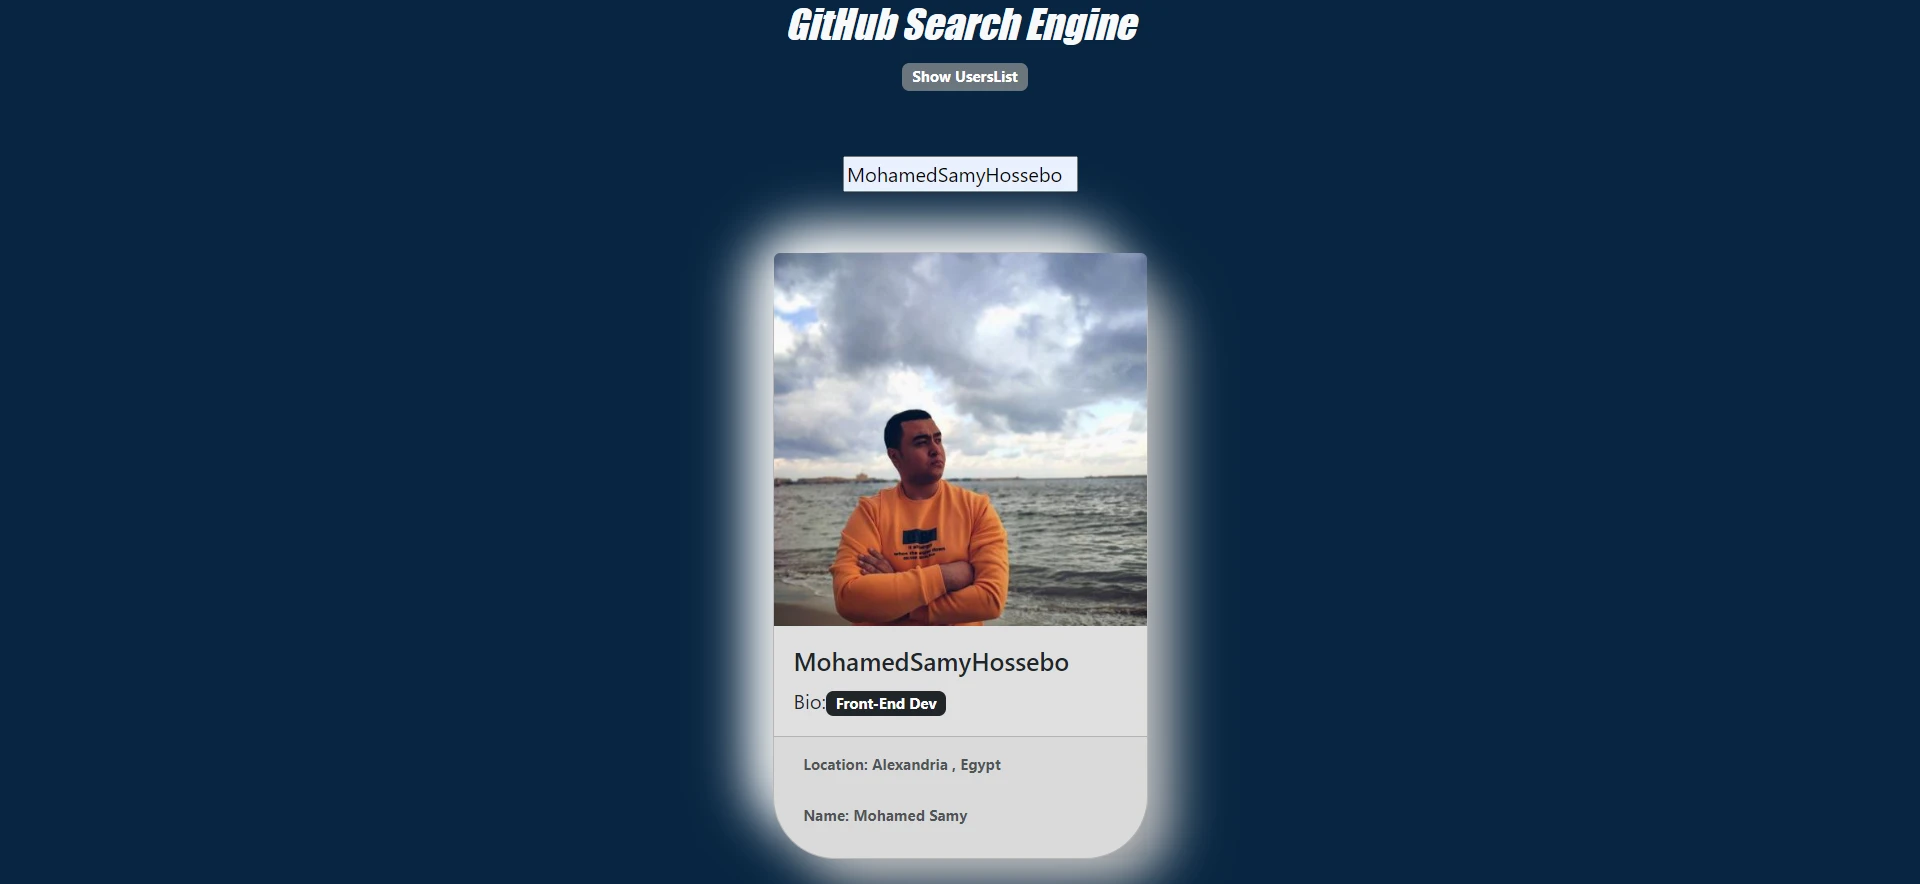 GitHub Search Engine
Show UsersList
MohamedSamyHossebo
MohamedSamyHossebo
Bio:Front-End Dev
Location: Alexandria , Egypt
Name: Mohamed Samy